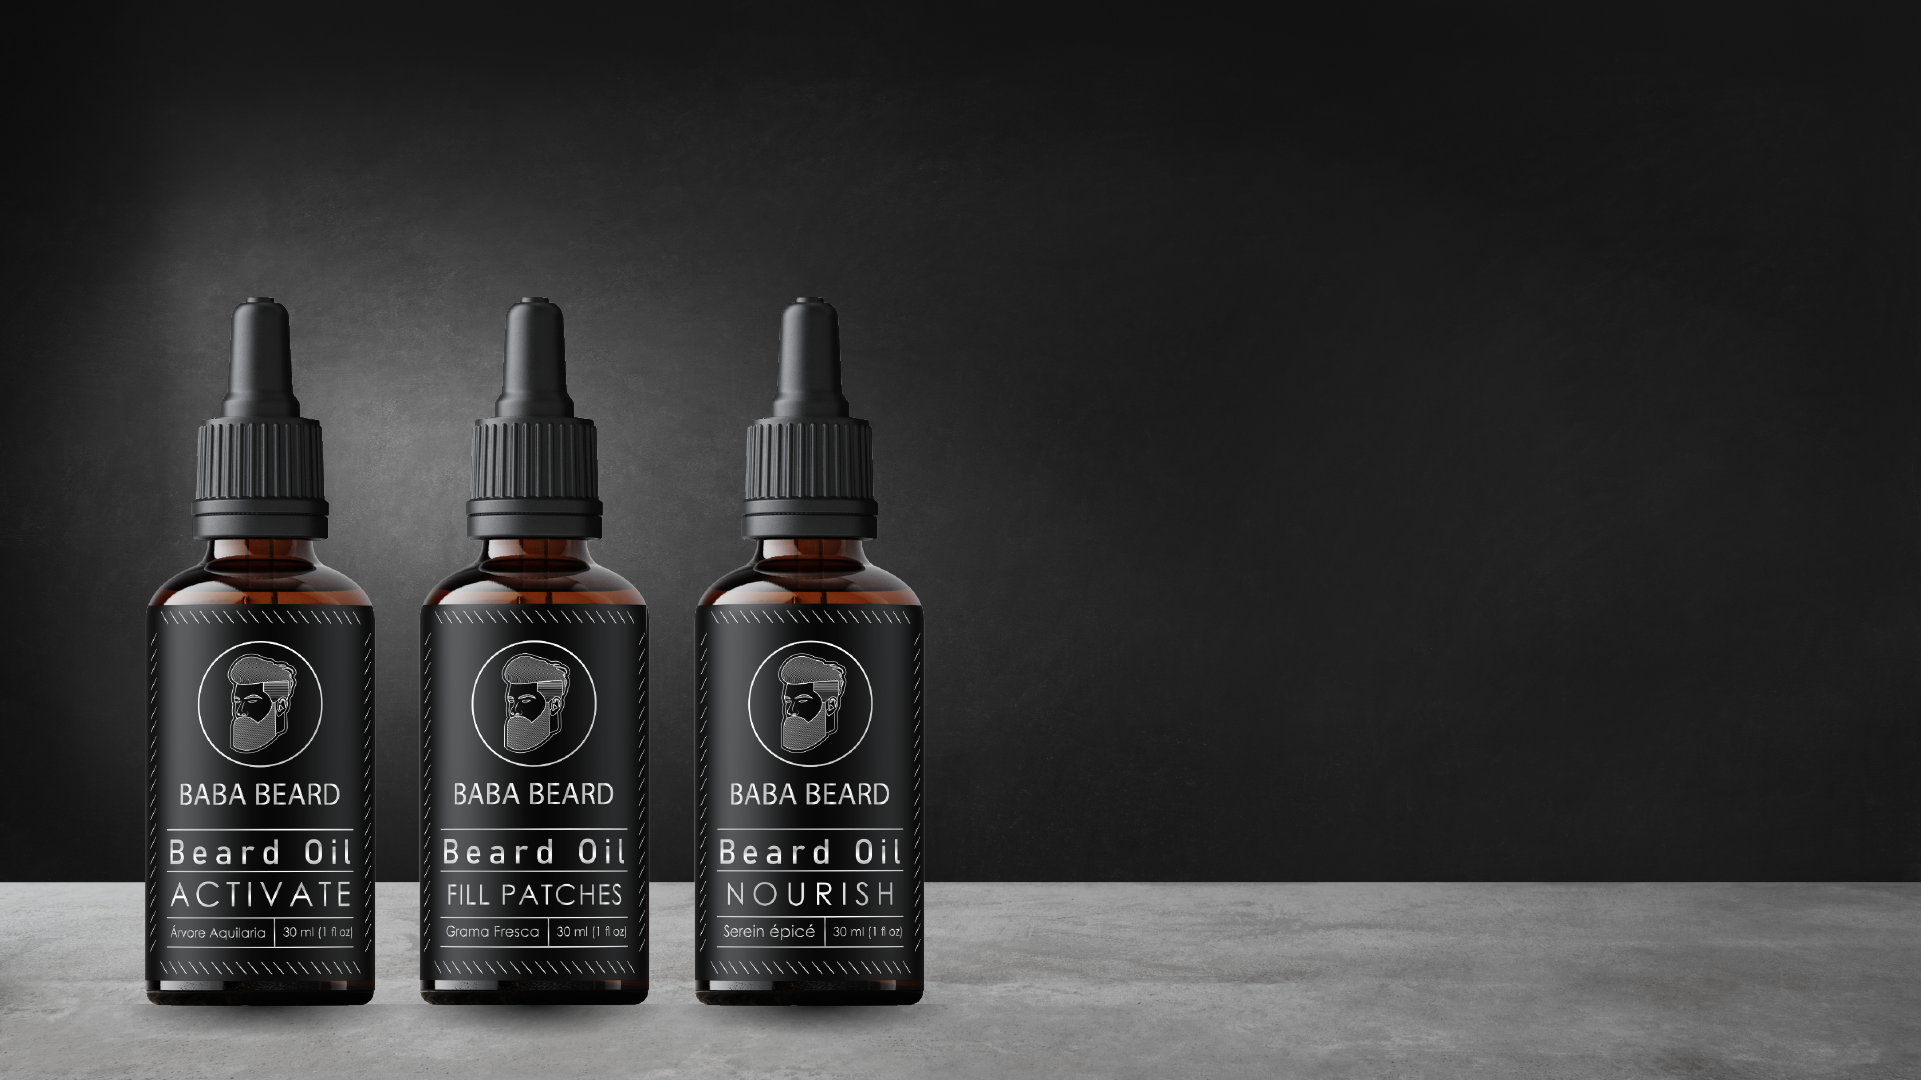 BABA BEARD
Beard Oil
ACTIVATE
Árvore Aquilaria
30 ml (1 fl oz)
BABA BEARD
Beard Oil
FILL PATCHES
Grama Fresca
30 ml (1 fl oz)
BABA BEARD
Beard Oil
NOURISH
Serein épicé
30 ml (1 fl oz)